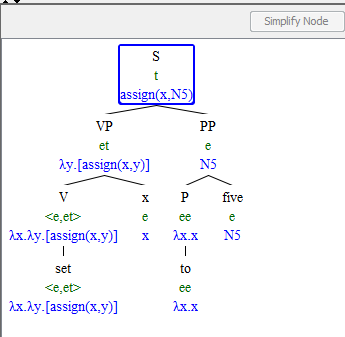 Simplify Node
S
t
assign(x,N5)
VP PP
et e
λy.[assign(x,y)] N5
V x P five
<e,et> e ee e
λx.λy.[assign(x,y)] x λx.x N5
set to
<e,et> ee
λx.λy.[assign(x,y)] λx.x